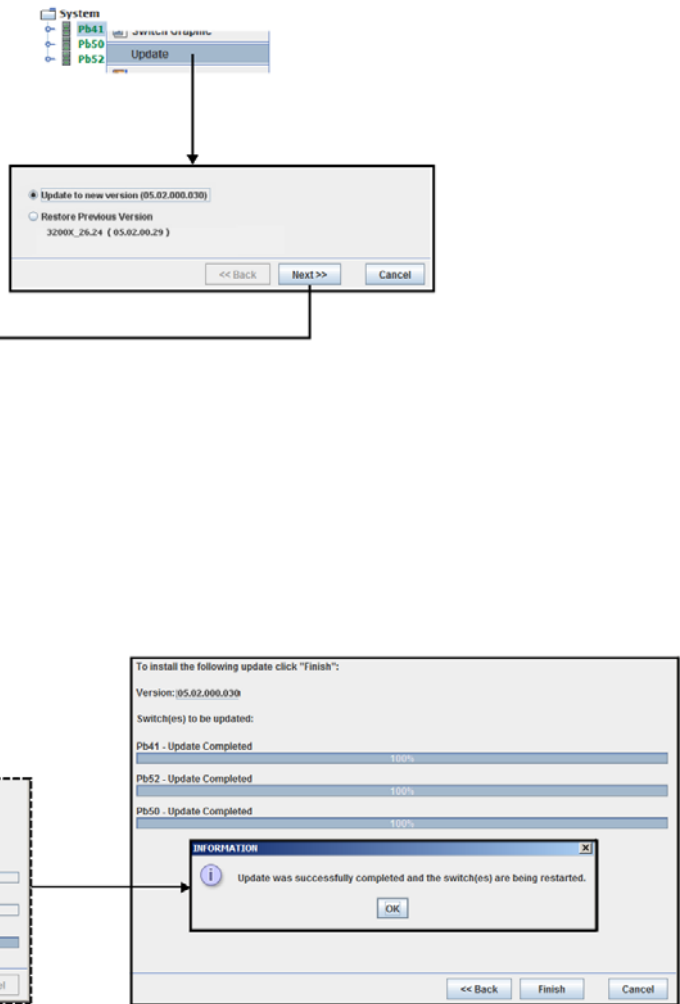 System
Pb41
Switch Graphic
Pb50
Update
Pb52
Update to new version (05.02.000.030)
Restore Previous Version
3200X_26.24 ( 05.02.00.29 )
<< Back
Next >>
Cancel
To install the following update click "Finish":
Version: 05.02.000.030
Switch(es) to be updated:
Pb41 - Update Completed
100%
Pb52 - Update Completed
100%
Pb50 - Update Completed
100%
INFORMATION
i
Update was successfully completed and the switch(es) are being restarted.
OK
<< Back
Finish
Cancel